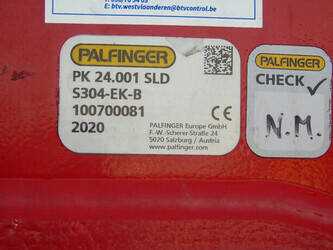 E: btv.westvlaanderen@btvcontrol.be
PALFINGER
PK 24.001 SLD
S304-EK-B
100700081
2020
PALFINGER Europe GmbH
F.-W.-Scherer-Straße 24
5020 Salzburg / Austria
www.palfinger.com
CE
PALFINGER
CHECK ✓
N.M.